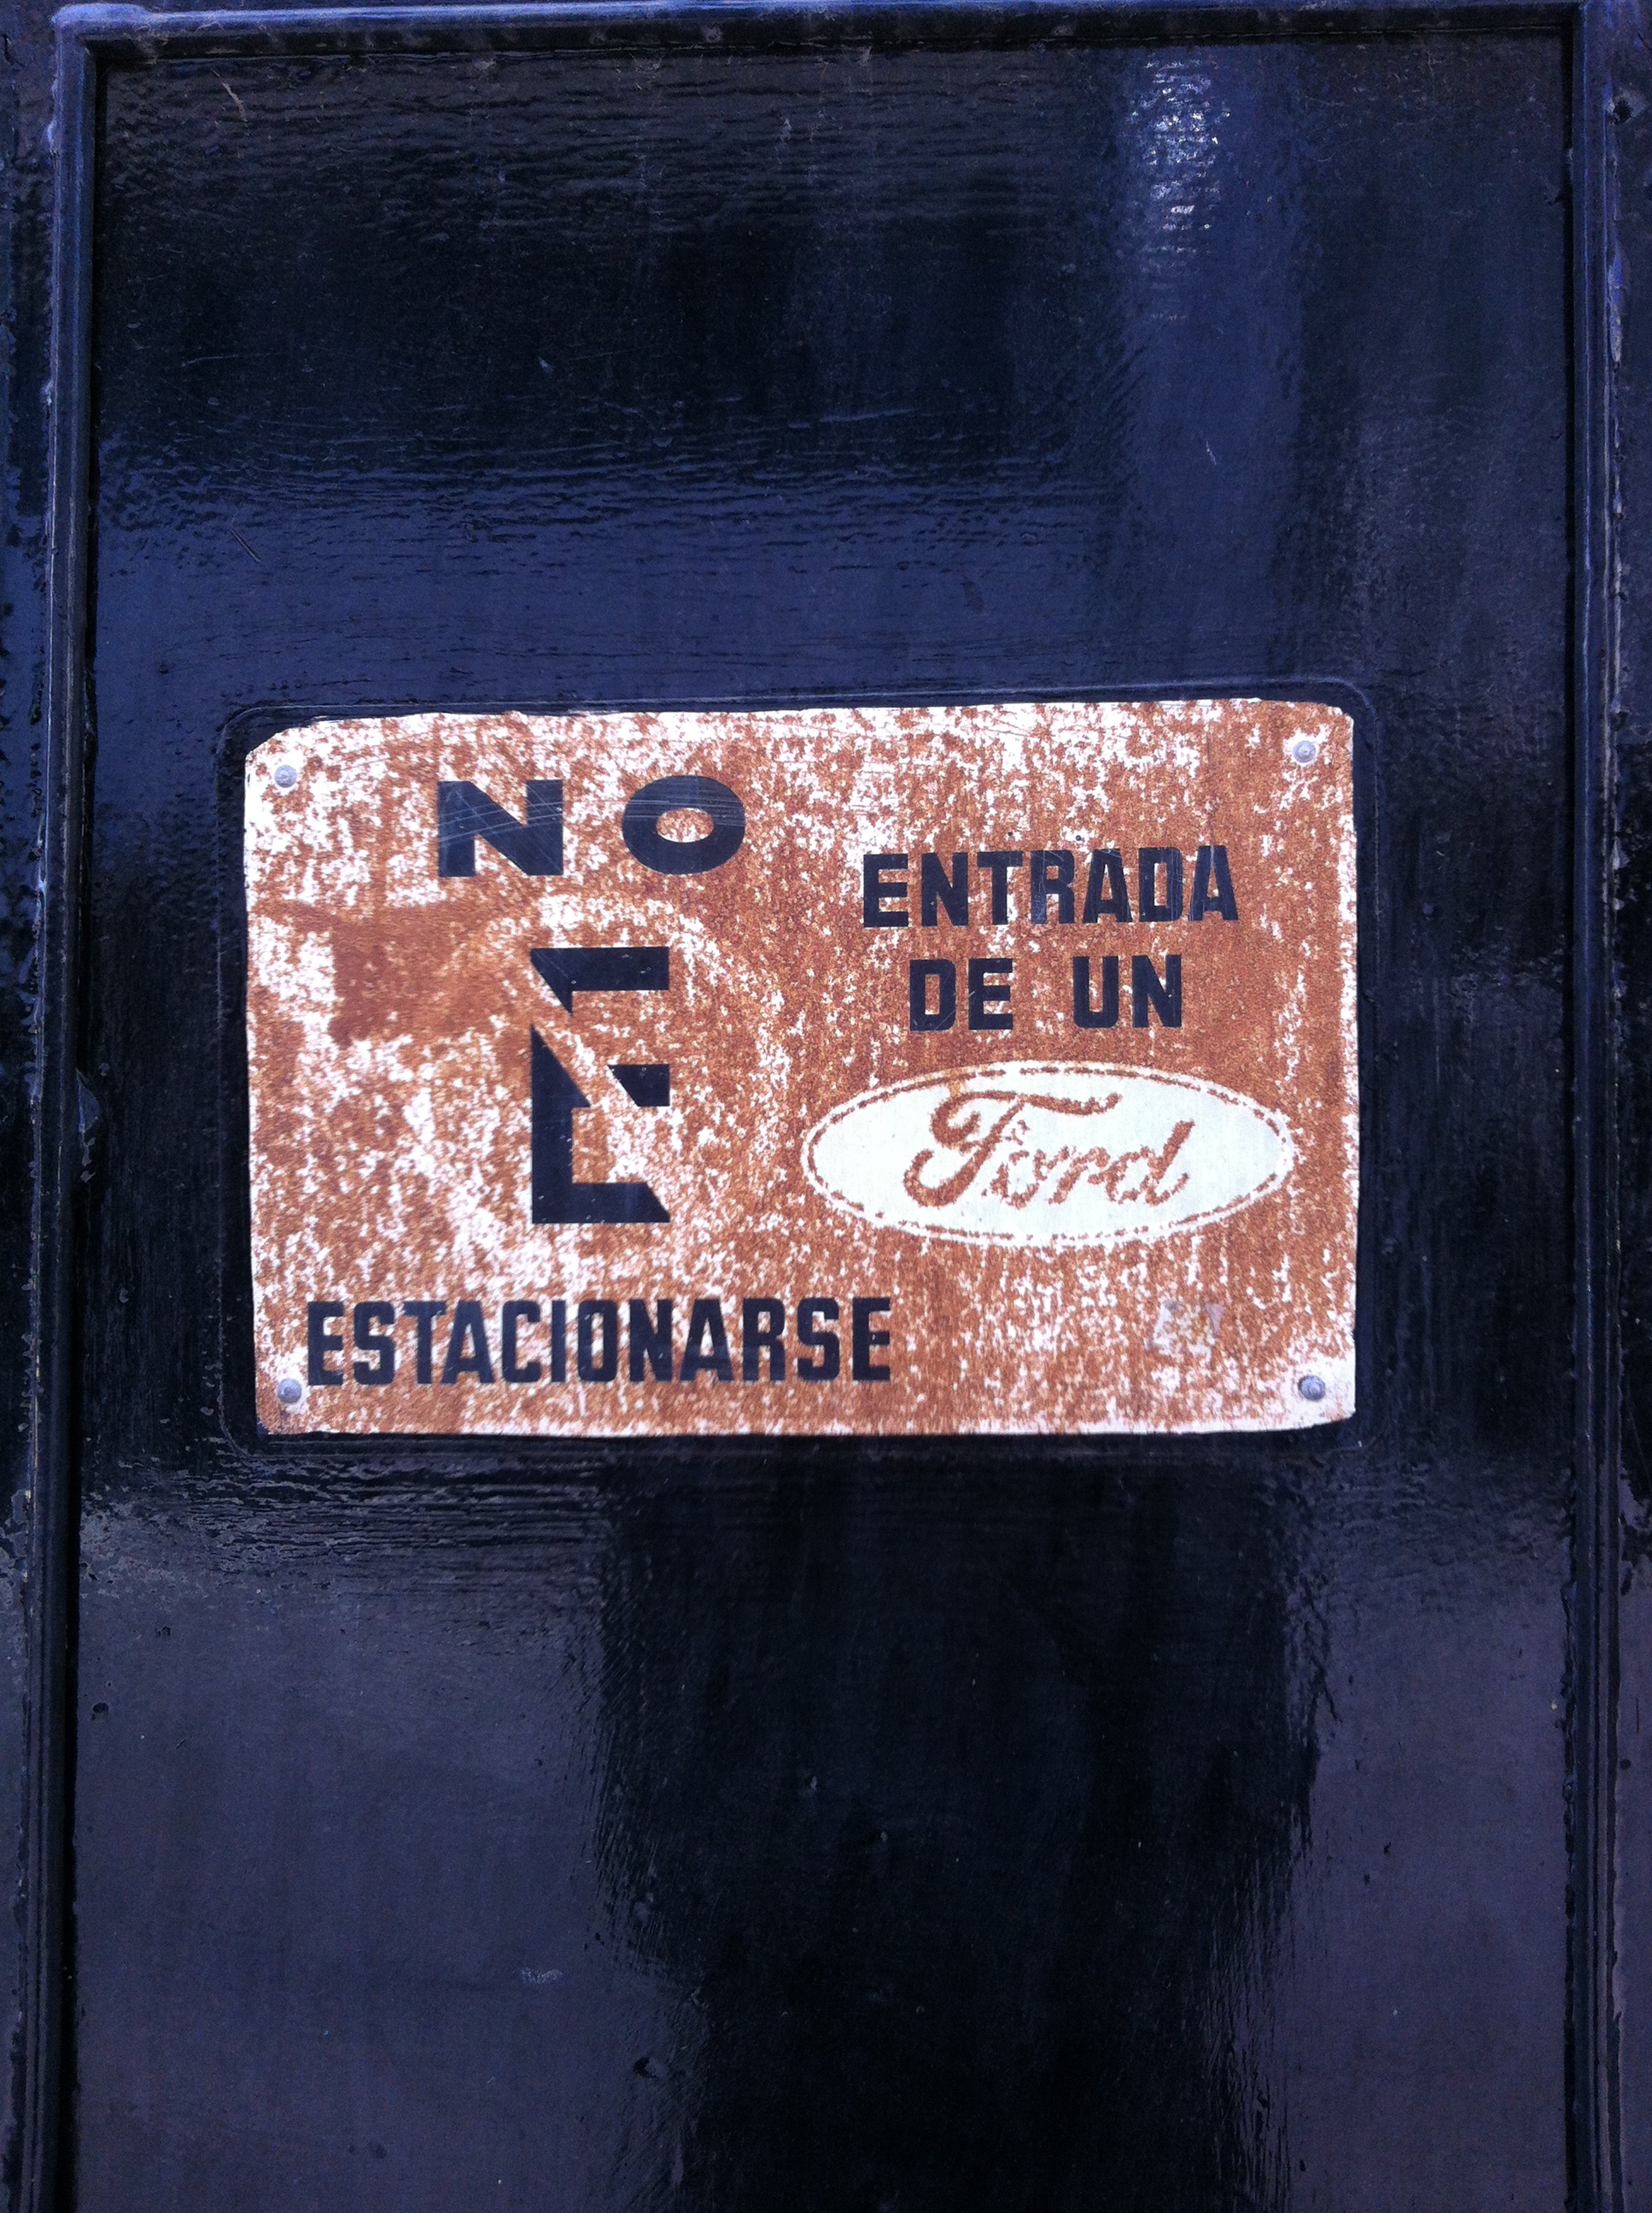 NO
E
ESTACIONARSE
ENTRADA
DE UN
Ford